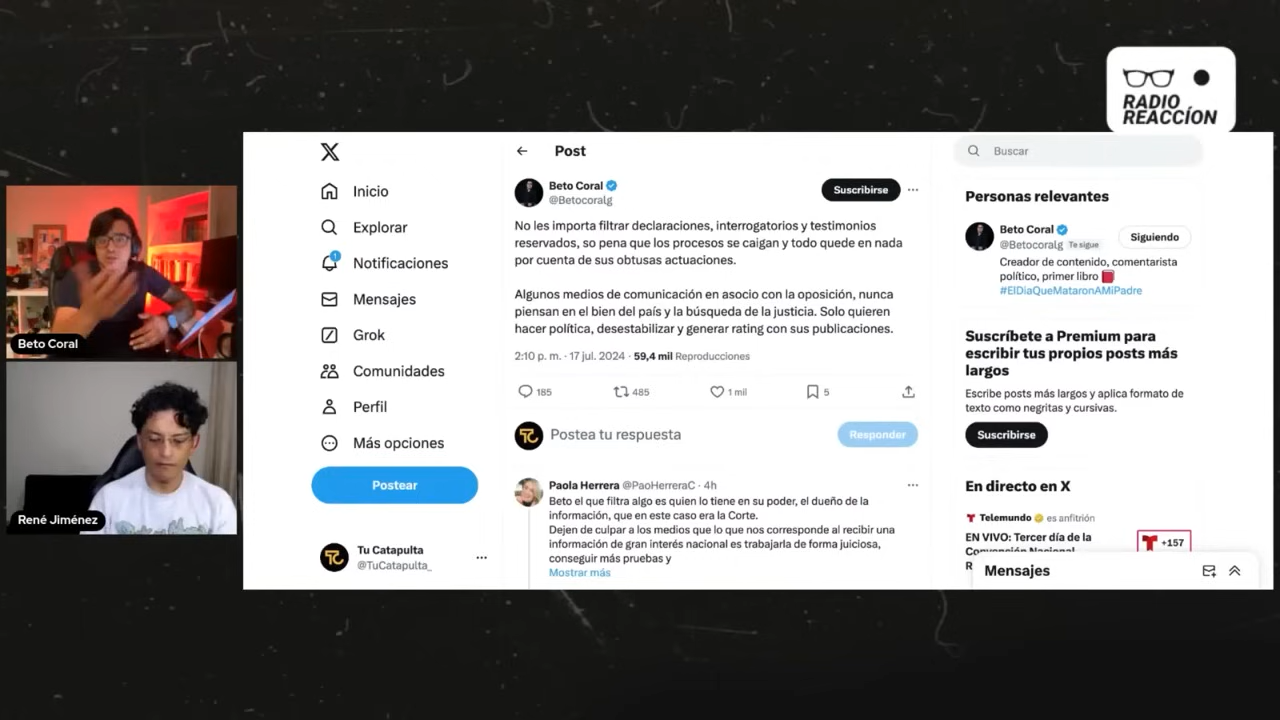 RADIO
REACCÍON
Beto Coral
René Jiménez
Inicio
Explorar
1
Notificaciones
Mensajes
Grok
Comunidades
Perfil
Más opciones
Postear
Tu Catapulta
@TuCatapulta_
Post
Beto Coral
@Betocoralg
Suscribirse
No les importa filtrar declaraciones, interrogatorios y testimonios
reservados, so pena que los procesos se caigan y todo quede en nada
por cuenta de sus obtusas actuaciones.
Algunos medios de comunicación en asocio con la oposición, nunca
piensan en el bien del país y la búsqueda de la justicia. Solo quieren
hacer política, desestabilizar y generar rating con sus publicaciones.
2:10 p. m. · 17 jul. 2024 · 59,4 mil Reproducciones
185
485
1 mil
5
TC
Postea tu respuesta
Responder
Paola Herrera @PaoHerreraC · 4h
Beto el que filtra algo es quien lo tiene en su poder, el dueño de la
información, que en este caso era la Corte.
Dejen de culpar a los medios que lo que nos corresponde al recibir una
información de gran interés nacional es trabajarla de forma juiciosa,
conseguir más pruebas y
Mostrar más
Buscar
Personas relevantes
Beto Coral
@Betocoralg Te sigue
Siguiendo
Creador de contenido, comentarista
político, primer libro
#ElDiaQueMataronAMiPadre
Suscríbete a Premium para
escribir tus propios posts más
largos
Escribe posts más largos y aplica formato de
texto como negritas y cursivas.
Suscribirse
En directo en X
Telemundo es anfitrión
EN VIVO: Tercer día de la
Convención Nacional
+157
Mensajes